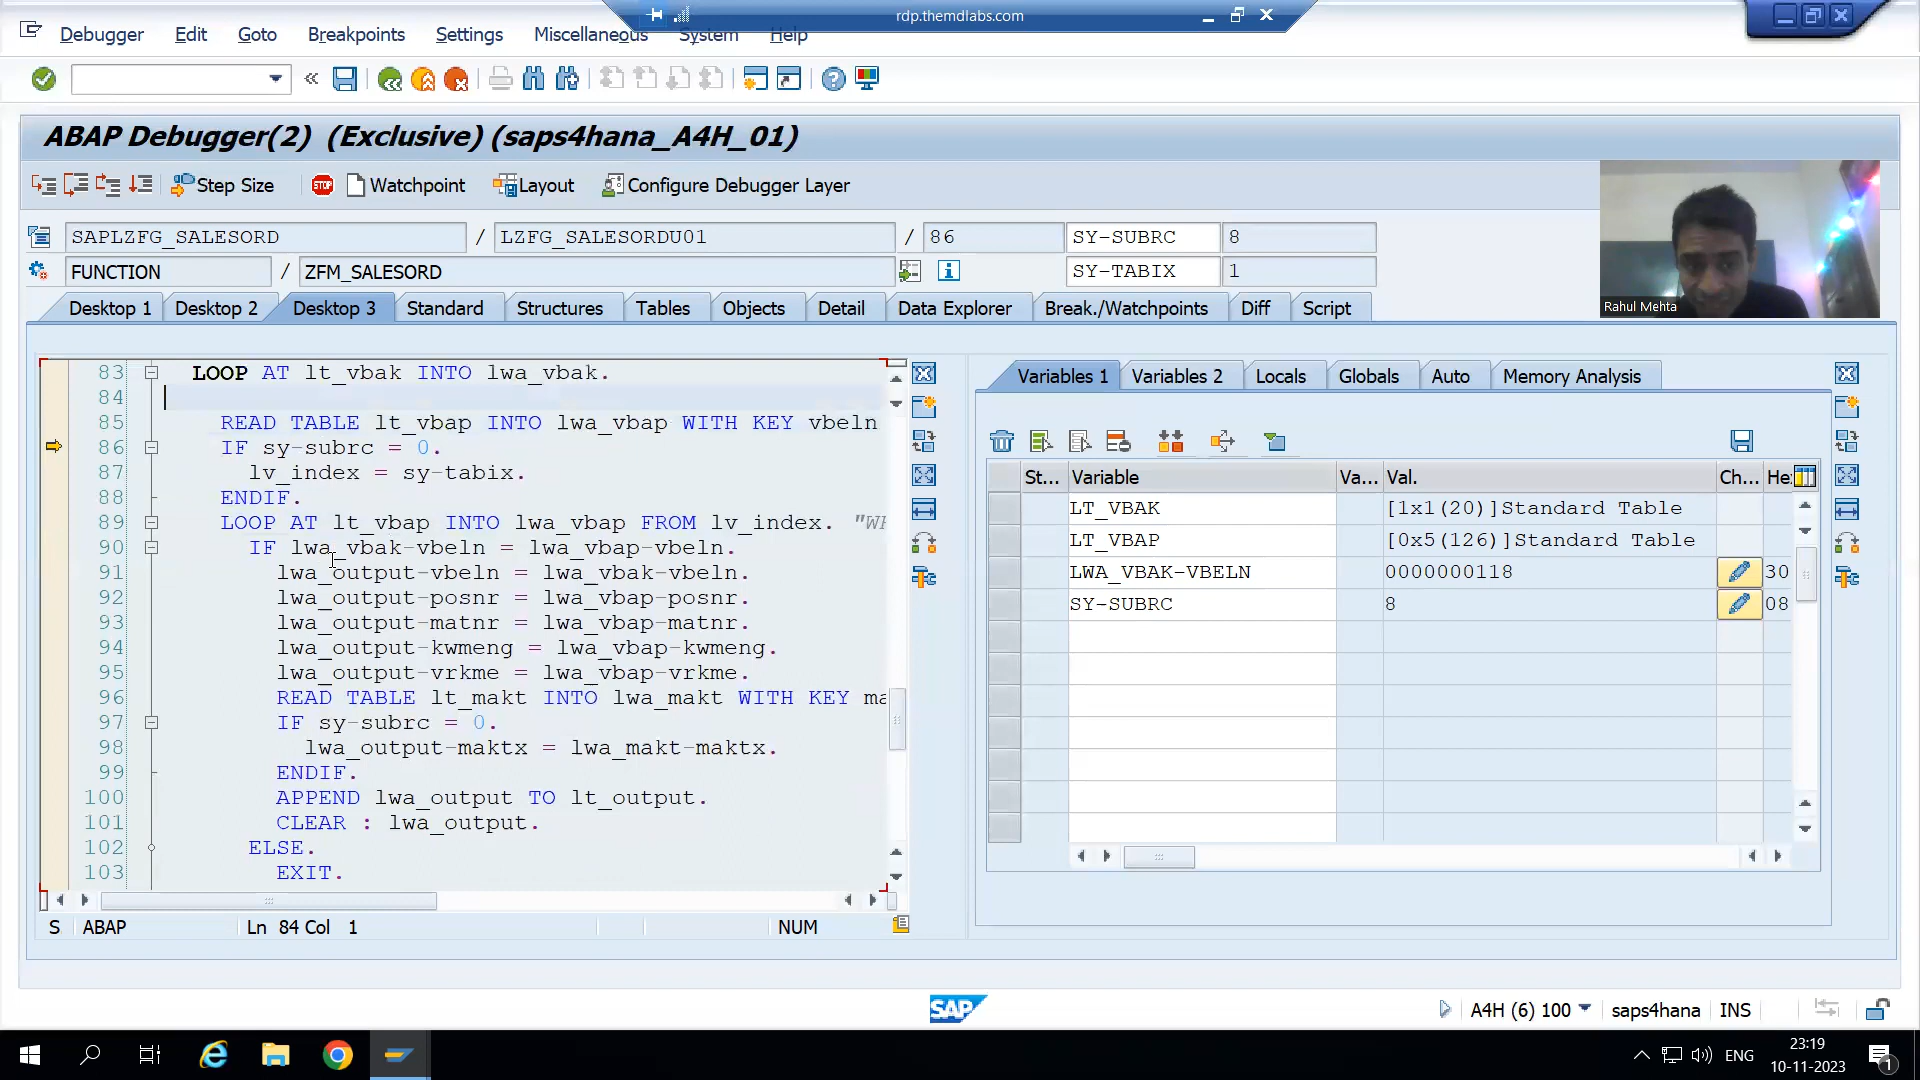 rdp.themdlabs.com
Debugger Edit Goto Breakpoints Settings Miscellaneous System Help
ABAP Debugger(2) (Exclusive) (saps4hana_A4H_01)
Step Size STOP Watchpoint Layout Configure Debugger Layer
SAPLZFG_SALESORD / LZFG_SALESORDU01 / 86 SY-SUBRC 8
FUNCTION / ZFM_SALESORD SY-TABIX 1
Rahul Mehta
Desktop 1 Desktop 2 Desktop 3 Standard Structures Tables Objects Detail Data Explorer Break./Watchpoints Diff Script
83 LOOP AT lt_vbak INTO lwa_vbak.
84
85 READ TABLE lt_vbap INTO lwa_vbap WITH KEY vbeln
86 IF sy-subrc = 0.
87 lv_index = sy-tabix.
88 ENDIF.
89 LOOP AT lt_vbap INTO lwa_vbap FROM lv_index. "WH
90 IF lwa_vbak-vbeln = lwa_vbap-vbeln.
91 lwa_output-vbeln = lwa_vbak-vbeln.
92 lwa_output-posnr = lwa_vbap-posnr.
93 lwa_output-matnr = lwa_vbap-matnr.
94 lwa_output-kwmeng = lwa_vbap-kwmeng.
95 lwa_output-vrkme = lwa_vbap-vrkme.
96 READ TABLE lt_makt INTO lwa_makt WITH KEY ma
97 IF sy-subrc = 0.
98 lwa_output-maktx = lwa_makt-maktx.
99 ENDIF.
100 APPEND lwa_output TO lt_output.
101 CLEAR : lwa_output.
102 ELSE.
103 EXIT.
S ABAP Ln 84 Col 1 NUM
Variables 1 Variables 2 Locals Globals Auto Memory Analysis
St... Variable Va... Val. Ch... He
LT_VBAK [1x1(20)]Standard Table
LT_VBAP [0x5(126)]Standard Table
LWA_VBAK-VBELN 0000000118 30
SY-SUBRC 8 08
SAP A4H (6) 100 saps4hana INS
ENG 23:19
10-11-2023 1